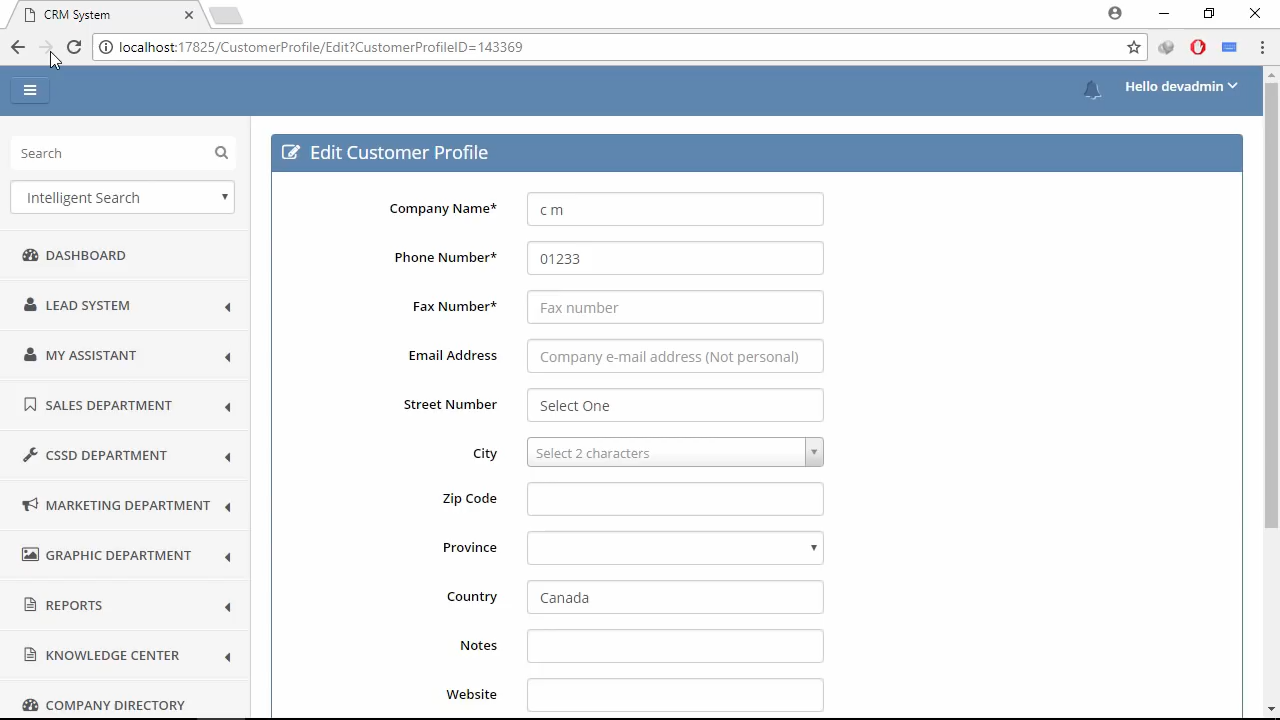 CRM System
localhost:17825/CustomerProfile/Edit?CustomerProfileID=143369
Hello devadmin
Search
Intelligent Search
DASHBOARD
LEAD SYSTEM
MY ASSISTANT
SALES DEPARTMENT
CSSD DEPARTMENT
MARKETING DEPARTMENT
GRAPHIC DEPARTMENT
REPORTS
KNOWLEDGE CENTER
COMPANY DIRECTORY
Edit Customer Profile
Company Name* c m
Phone Number* 01233
Fax Number* Fax number
Email Address Company e-mail address (Not personal)
Street Number Select One
City Select 2 characters
Zip Code
Province
Country Canada
Notes
Website